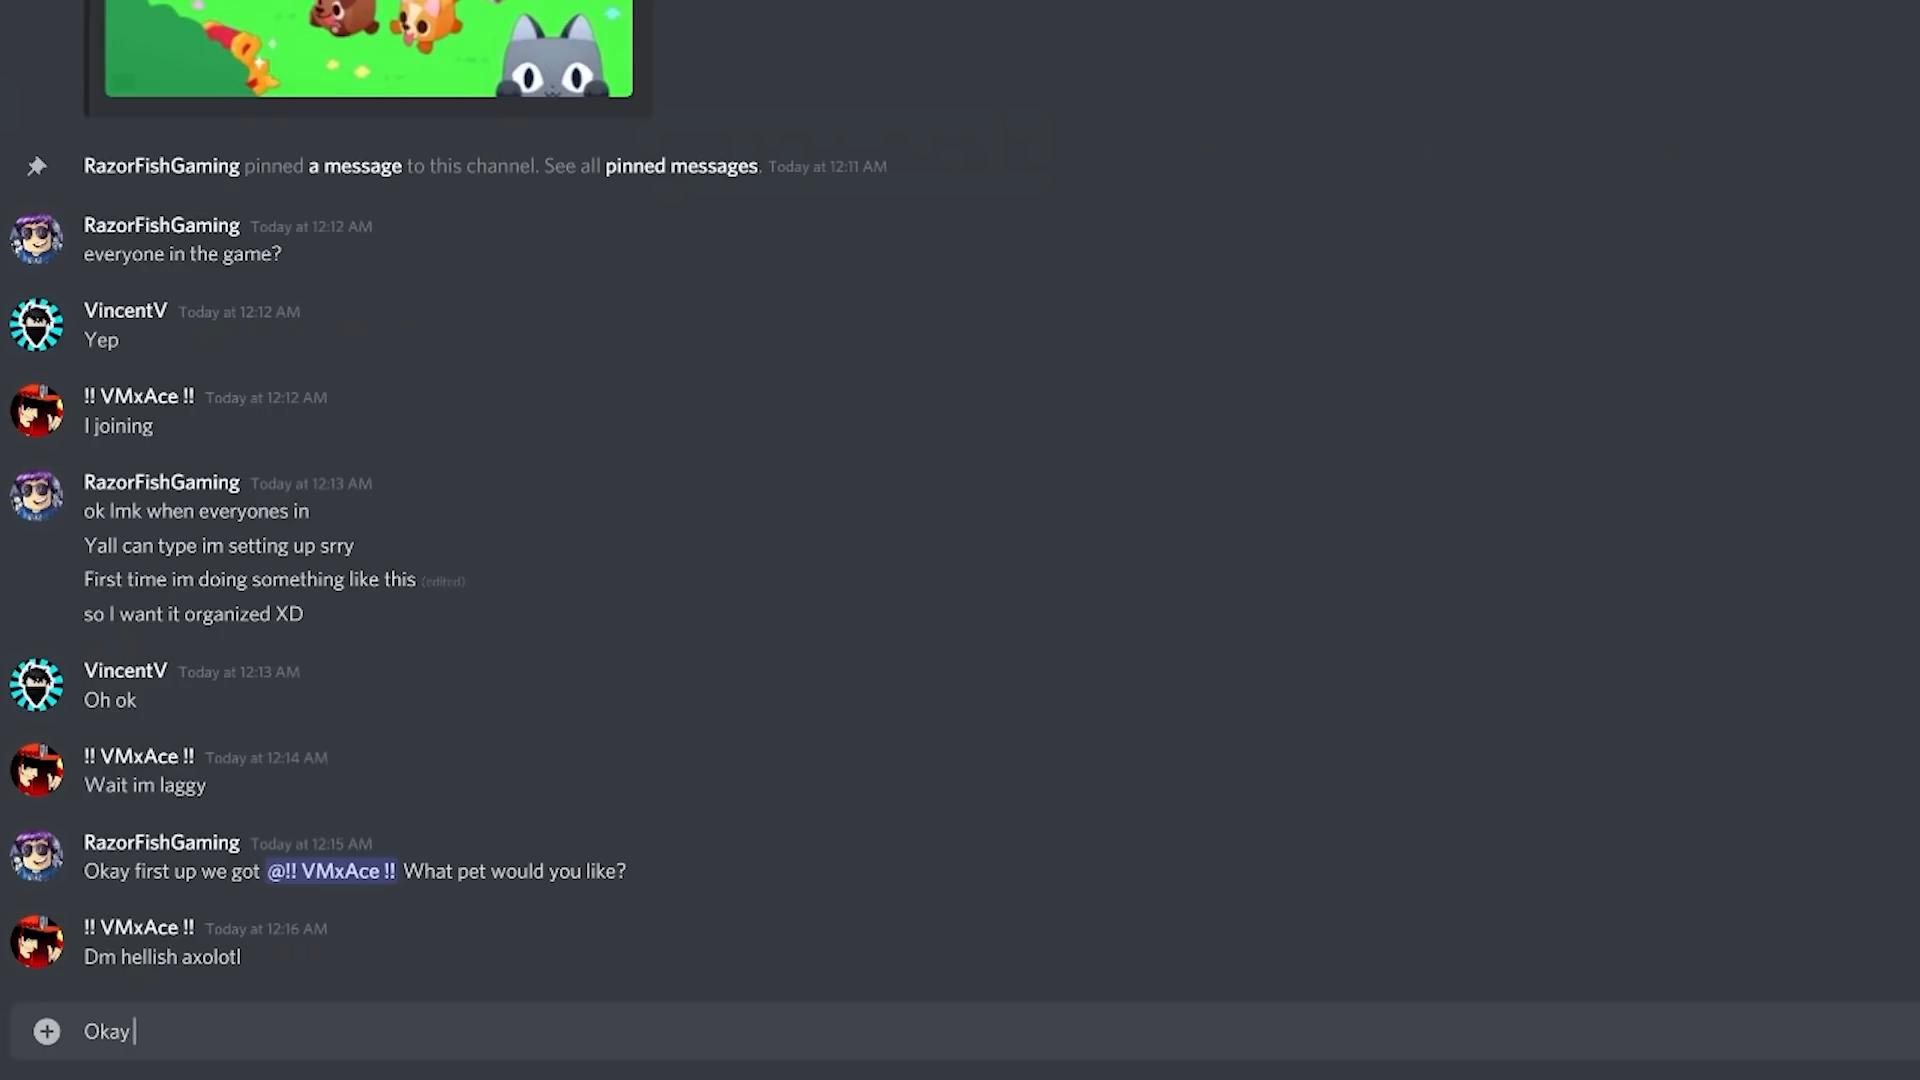 RazorFishGaming pinned a message to this channel. See all pinned messages. Today at 12:11 AM
RazorFishGaming Today at 12:12 AM
everyone in the game?
VincentV Today at 12:12 AM
Yep
!! VMxAce !! Today at 12:12 AM
I joining
RazorFishGaming Today at 12:13 AM
ok lmk when everyones in
Yall can type im setting up srry
First time im doing something like this (edited)
so I want it organized XD
VincentV Today at 12:13 AM
Oh ok
!! VMxAce !! Today at 12:14 AM
Wait im laggy
RazorFishGaming Today at 12:15 AM
Okay first up we got @!! VMxAce !! What pet would you like?
!! VMxAce !! Today at 12:16 AM
Dm hellish axolotl
Okay